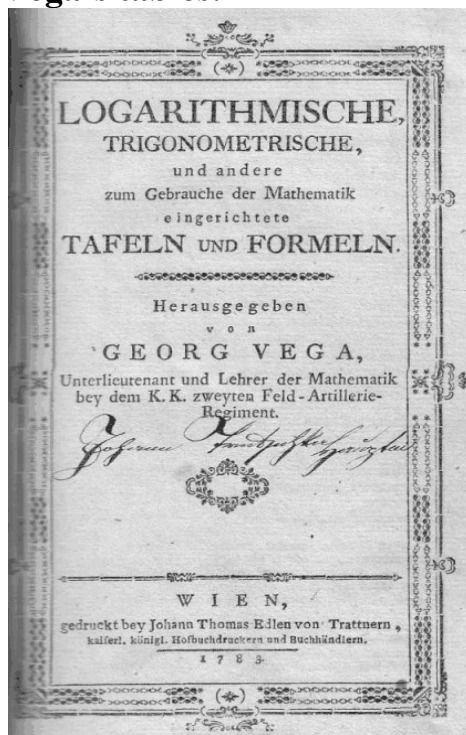 LOGARITHMISCHE,
TRIGONOMETRISCHE,
und andere
zum Gebrauche der Mathematik
eingerichtete
TAFELN UND FORMELN.
Herausgegeben
von
GEORG VEGA,
Unterlieutenant und Lehrer der Mathematik
bey dem K. K. zweyten Feld-Artillerie-
Regiment.
Johann
WIEN,
gedruckt bey Johann Thomas Edlen von Trattnern,
kaiserl. königl. Hofbuchdruckern und Buchhändlern.
1783.